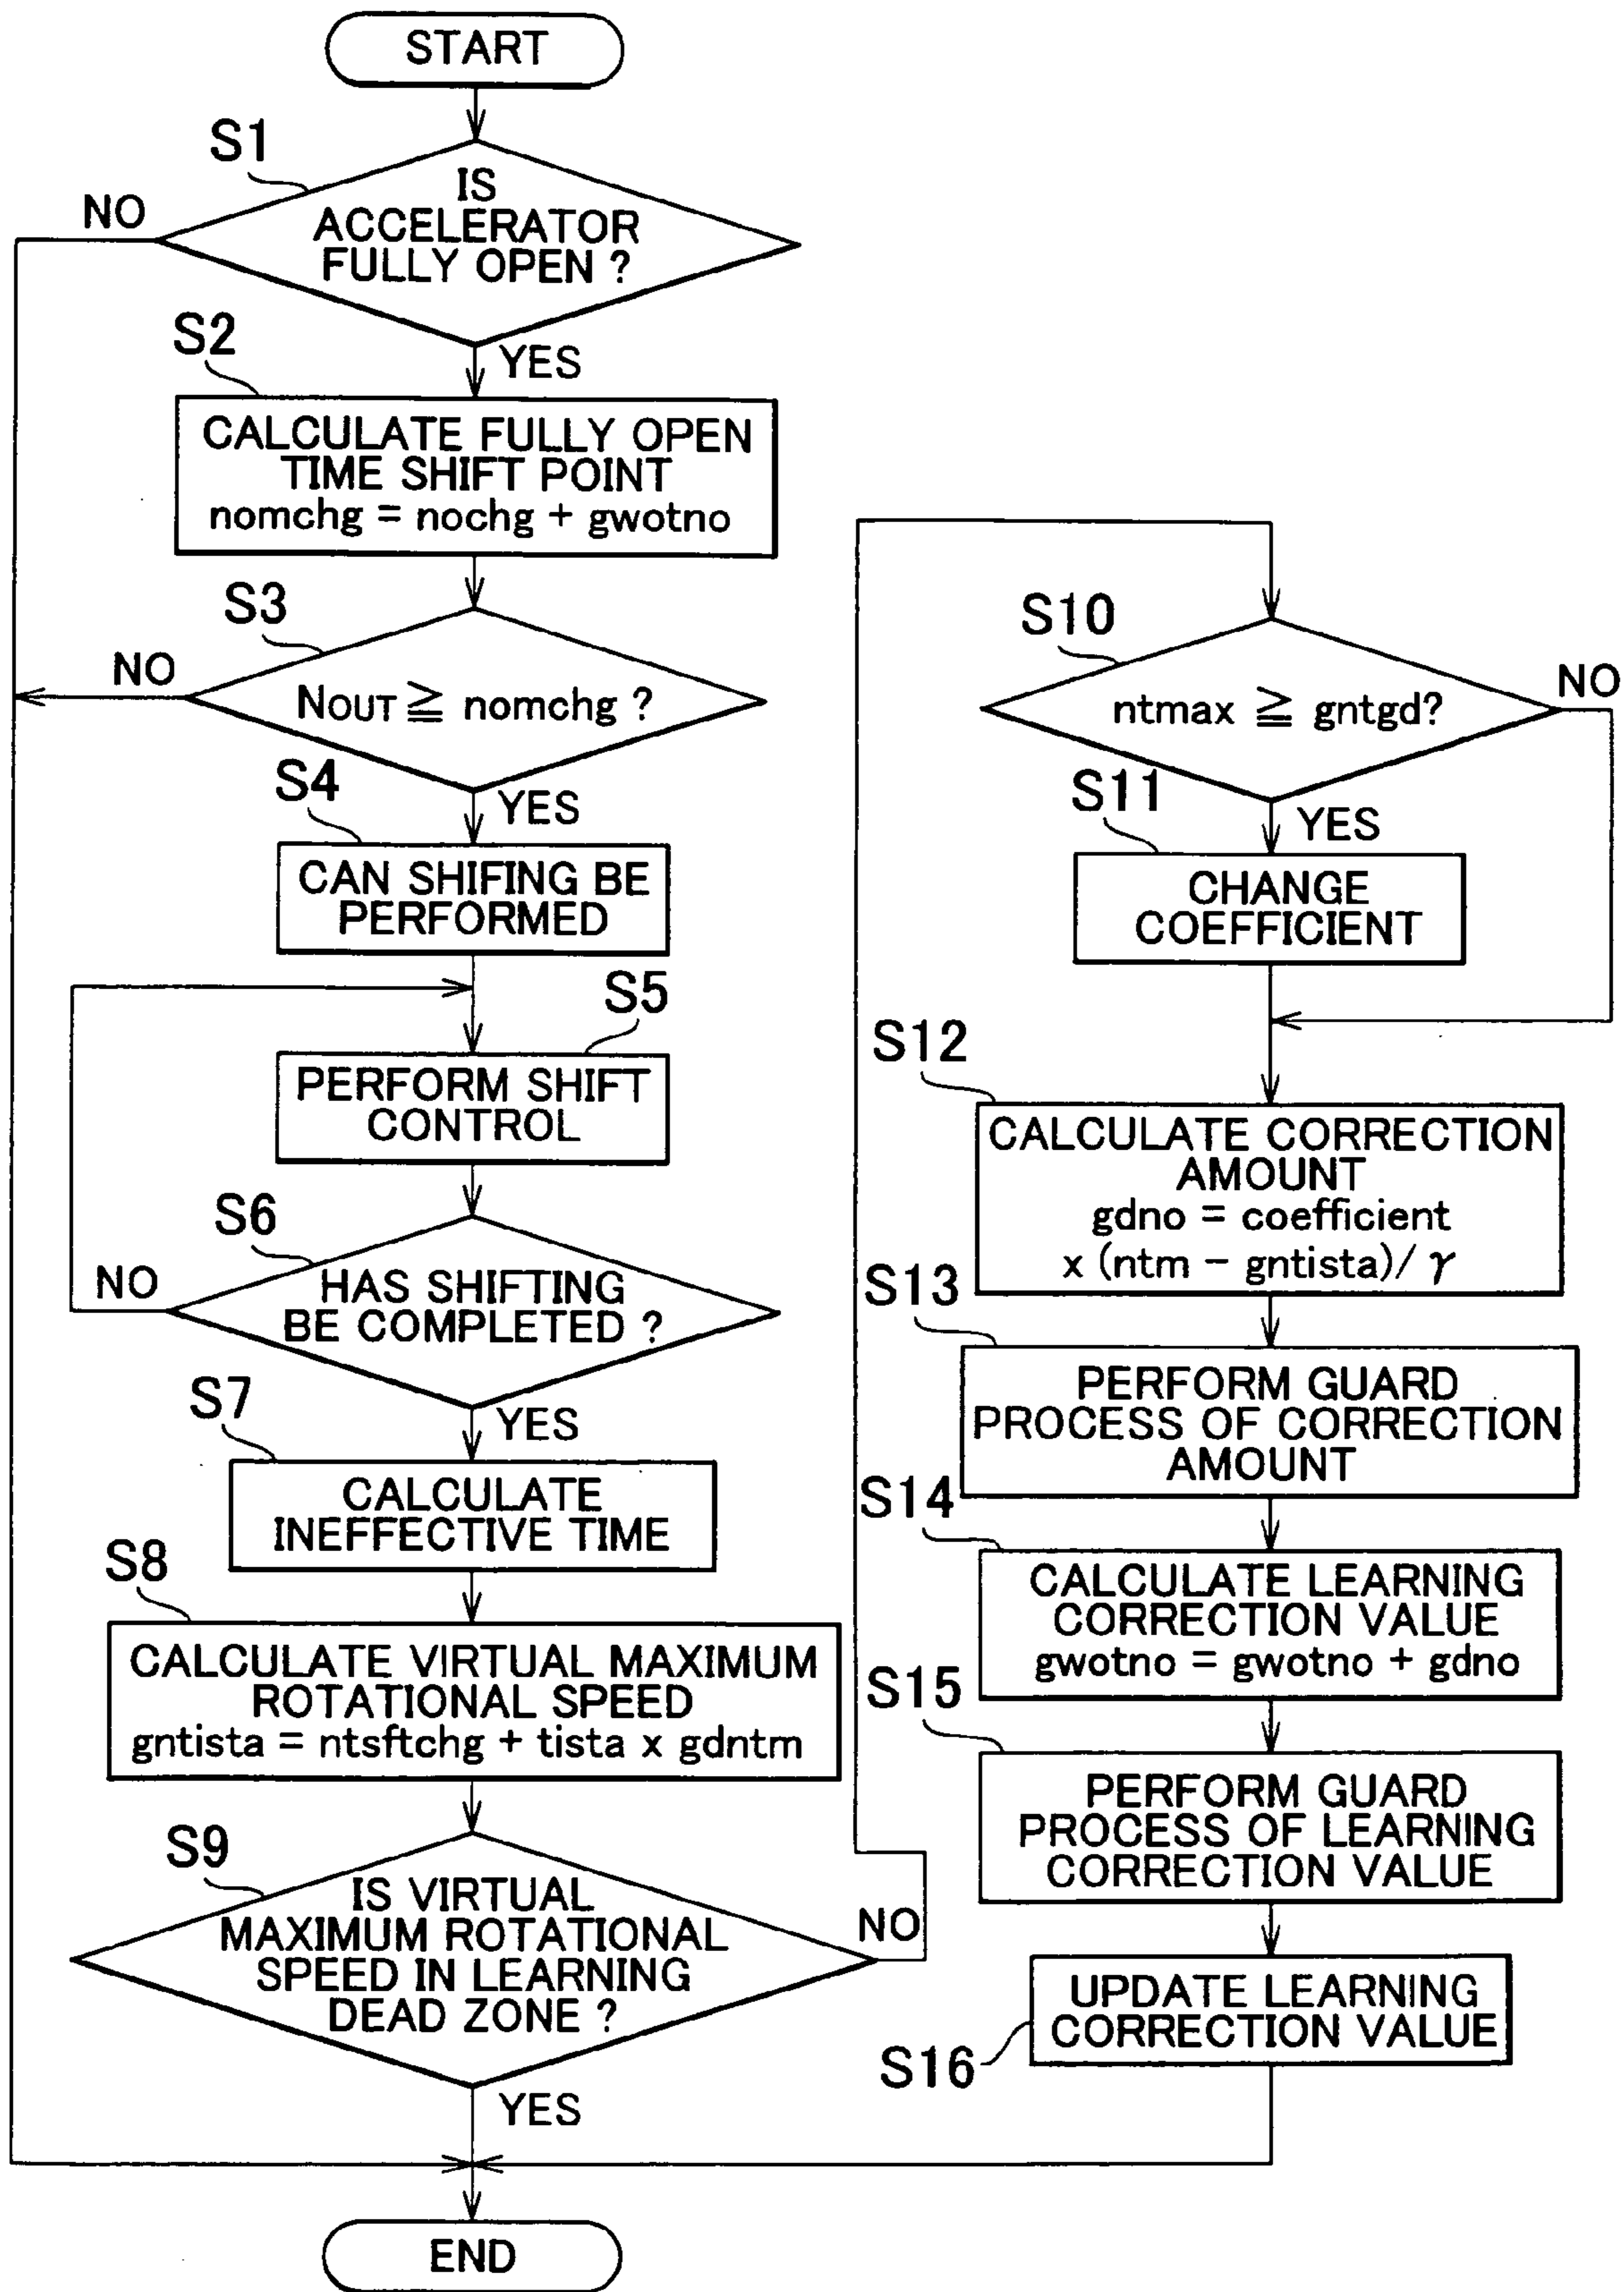 START
S1
IS
ACCELERATOR
FULLY OPEN ?
NO
YES
S2
CALCULATE FULLY OPEN
TIME SHIFT POINT
nomchg = nochg + gwotno
S3
NOUT ≧ nomchg ?
NO
YES
S4
CAN SHIFING BE
PERFORMED
S5
PERFORM SHIFT
CONTROL
S6
HAS SHIFTING
BE COMPLETED ?
NO
YES
S7
CALCULATE
INEFFECTIVE TIME
S8
CALCULATE VIRTUAL MAXIMUM
ROTATIONAL SPEED
gntista = ntsftchg + tista x gdntm
S9
IS VIRTUAL
MAXIMUM ROTATIONAL
SPEED IN LEARNING
DEAD ZONE ?
NO
YES
S10
ntmax ≧ gntgd?
NO
YES
S11
CHANGE
COEFFICIENT
S12
CALCULATE CORRECTION
AMOUNT
gdno = coefficient
x (ntm - gntista)/ γ
S13
PERFORM GUARD
PROCESS OF CORRECTION
AMOUNT
S14
CALCULATE LEARNING
CORRECTION VALUE
gwotno = gwotno + gdno
S15
PERFORM GUARD
PROCESS OF LEARNING
CORRECTION VALUE
S16
UPDATE LEARNING
CORRECTION VALUE
END